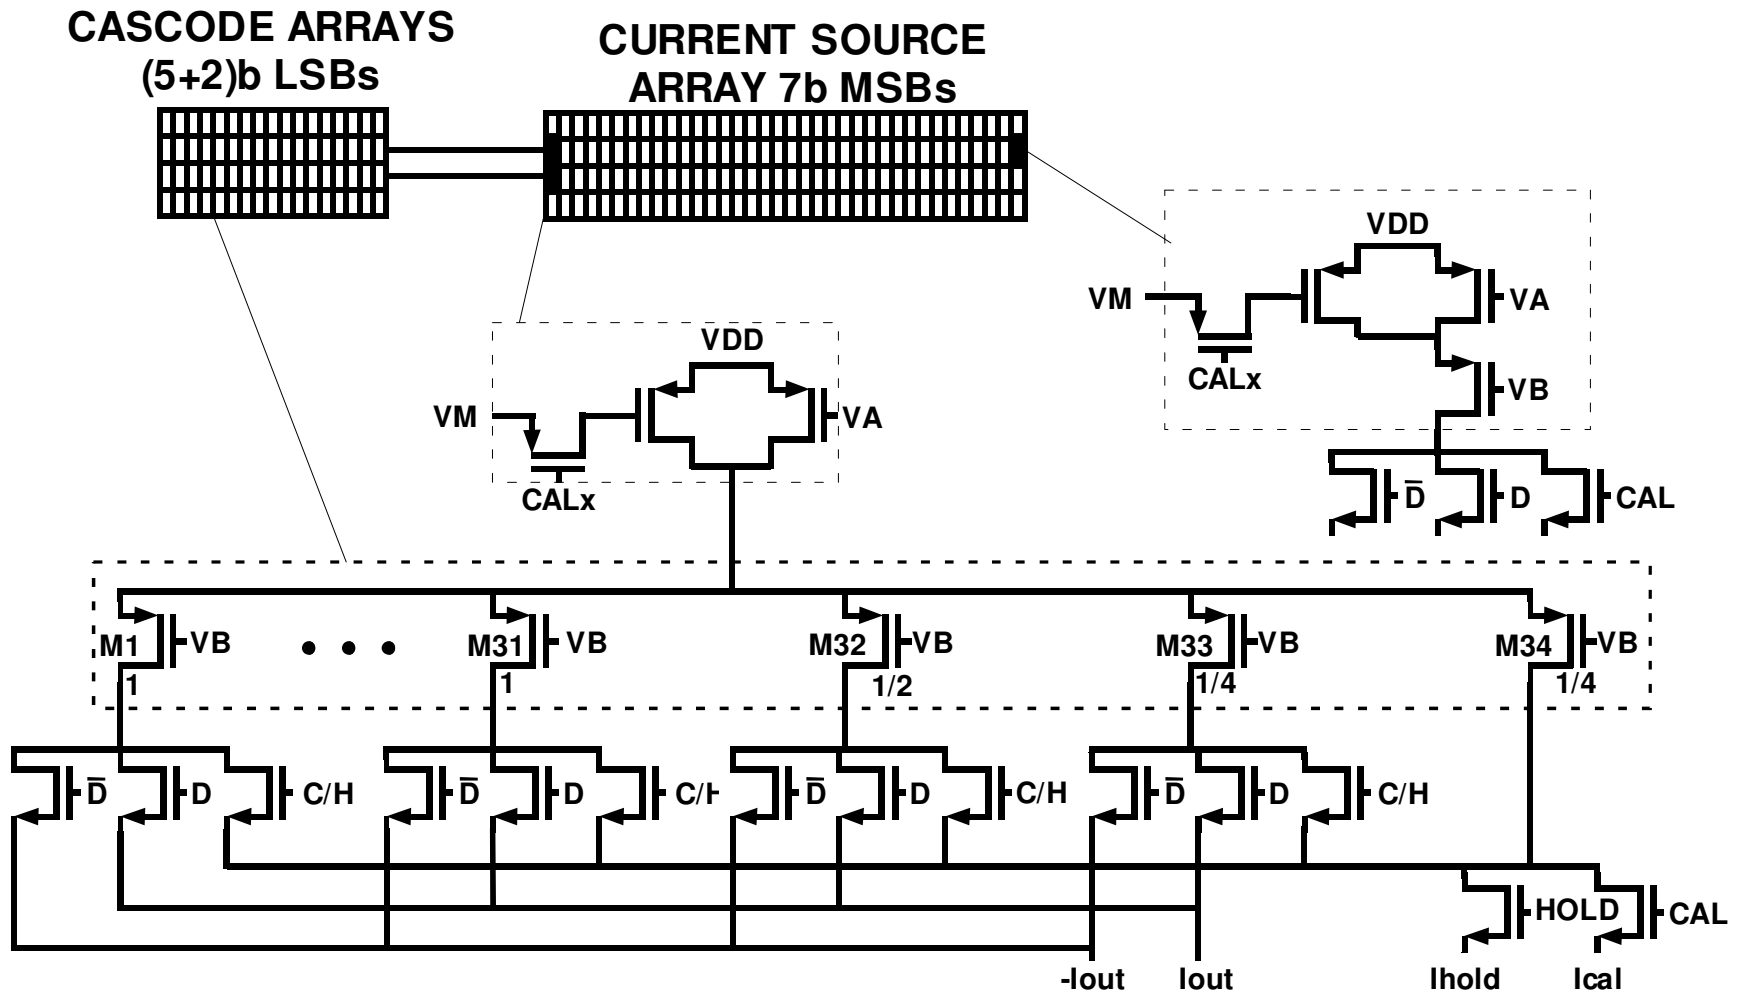 CASCODE ARRAYS
(5+2)b LSBs
CURRENT SOURCE
ARRAY 7b MSBs
VDD
VM
VA
CALx
VB
D̅
D
CAL
VDD
VM
VA
CALx
M1
VB
1
M31
VB
1
M32
VB
1/2
M33
VB
1/4
M34
VB
1/4
D̅
D
C/H
D̅
D
C/H
D̅
D
C/H
D̅
D
C/H
HOLD
CAL
-Iout
Iout
Ihold
Ical